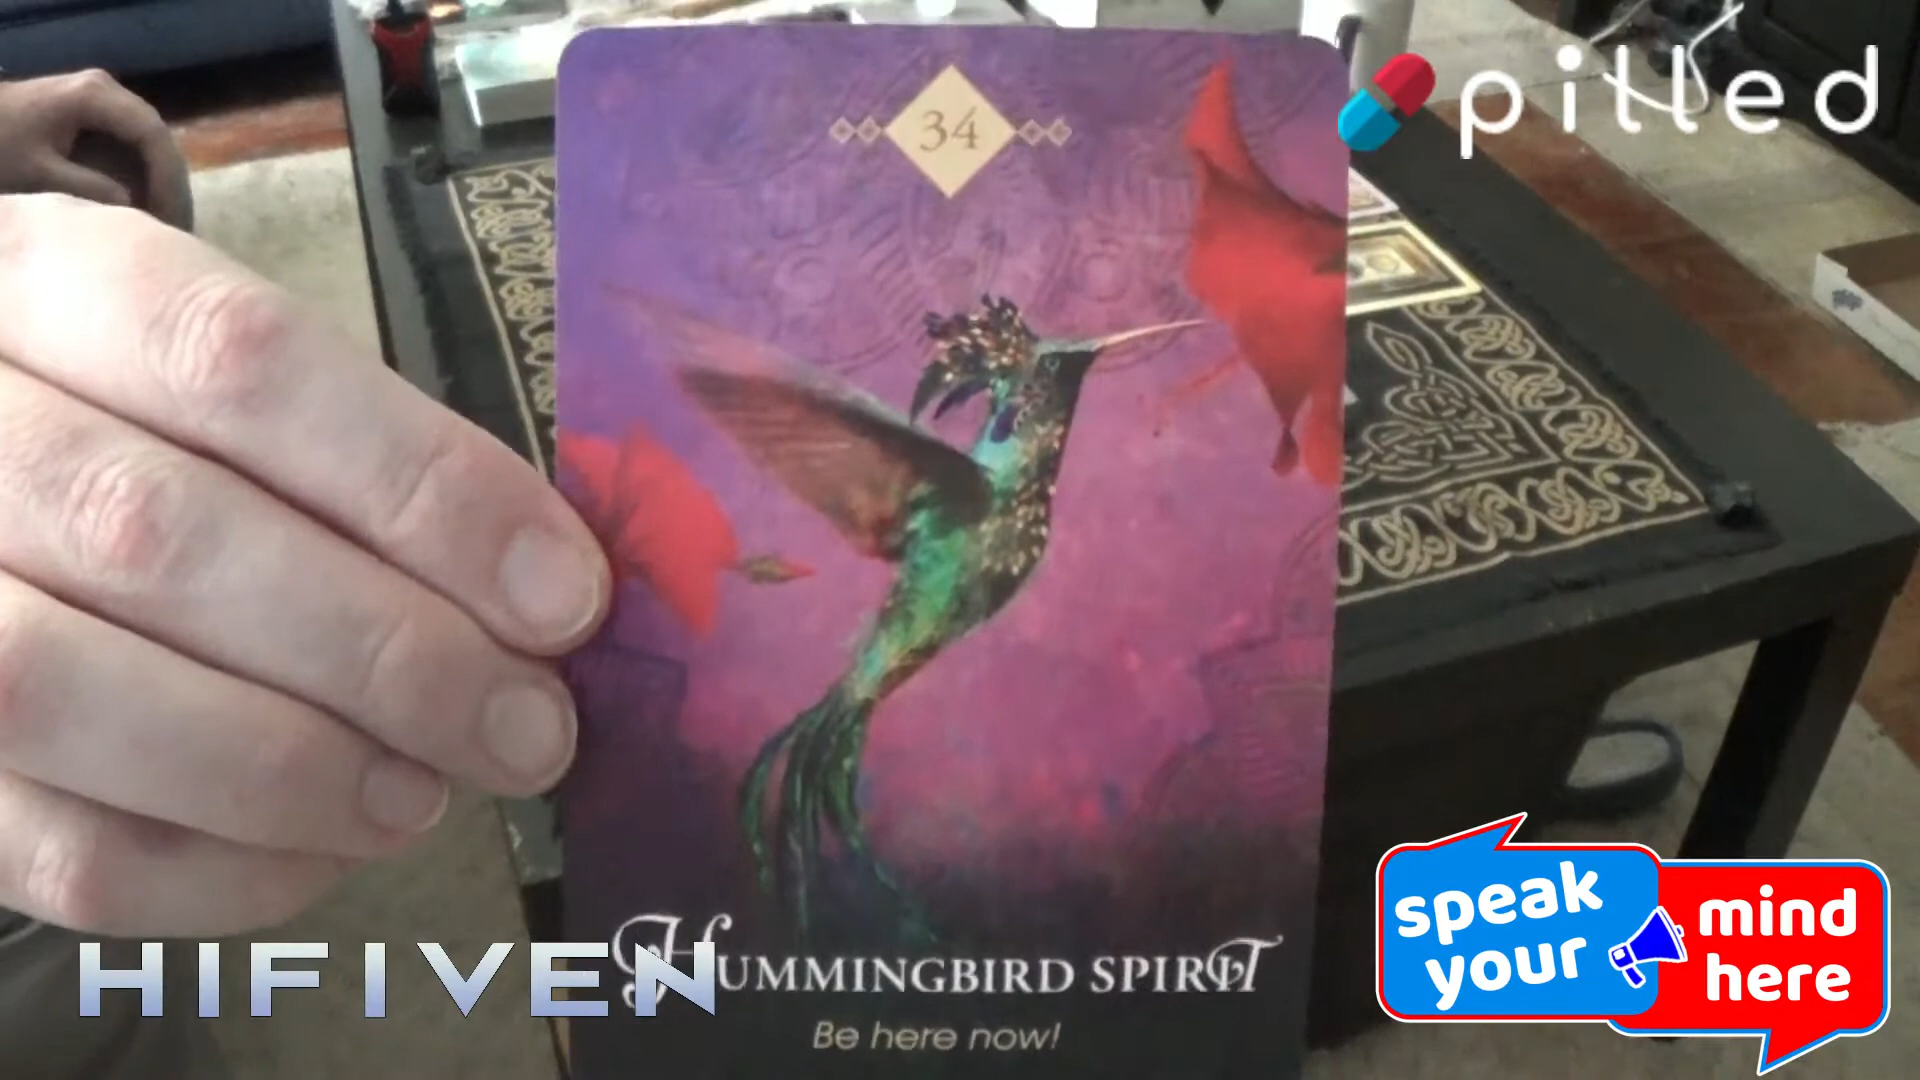 34
pilled
HUMMINGBIRD SPIRIT
Be here now!
HIFIVEN
speak your
mind here